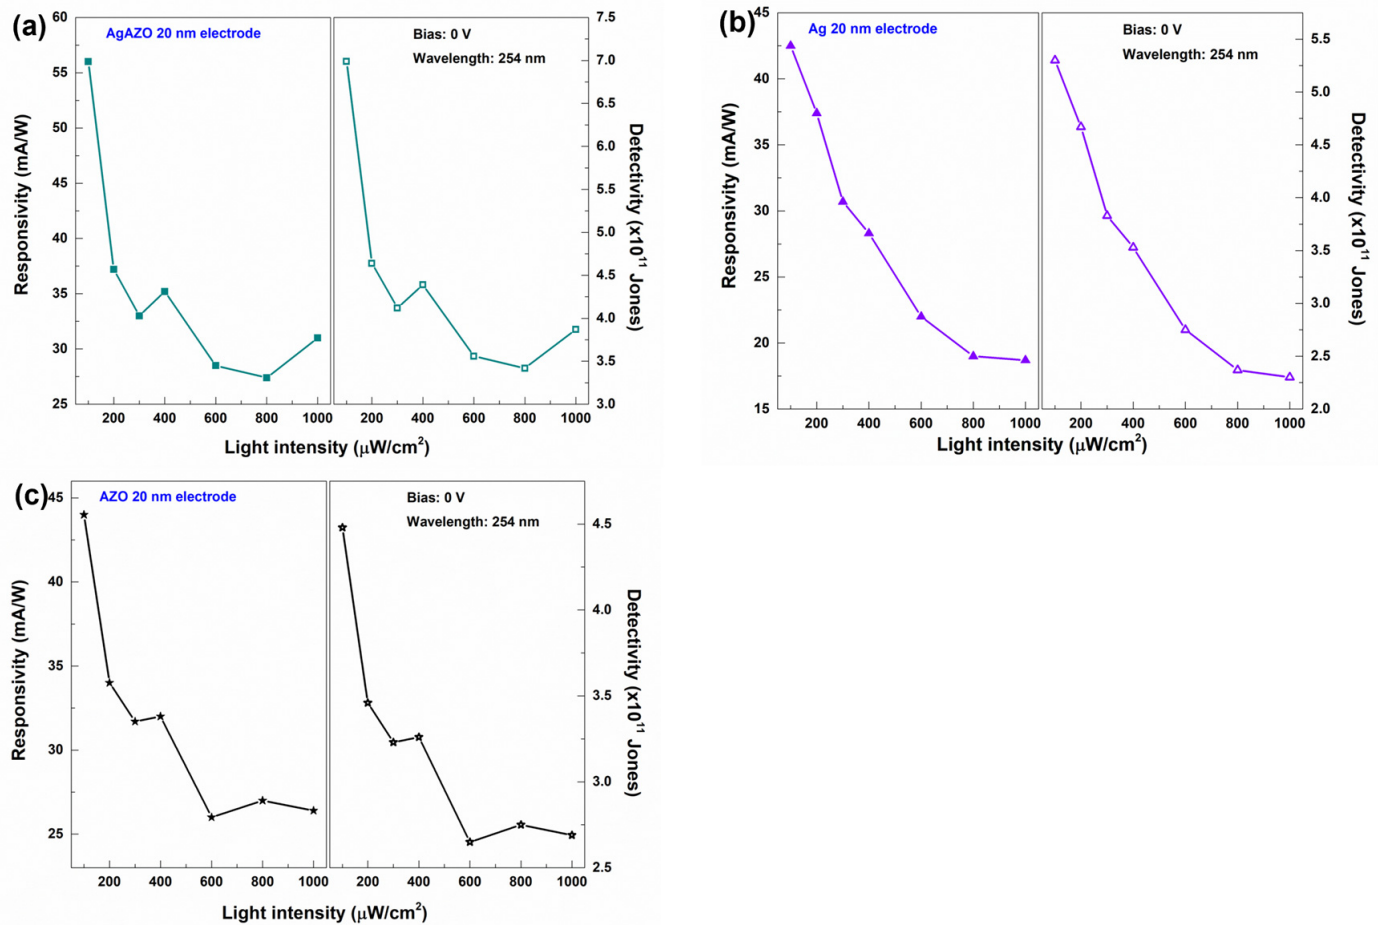 (a)
AgAZO 20 nm electrode
Bias: 0 V
Wavelength: 254 nm
Responsivity (mA/W)
60
55
50
45
40
35
30
25
7.5
7.0
6.5
6.0
5.5
5.0
4.5
4.0
3.5
3.0
Detectivity (x10¹¹ Jones)
200 400 600 800 1000 200 400 600 800 1000
Light intensity (μW/cm²)
(b)
Ag 20 nm electrode
Bias: 0 V
Wavelength: 254 nm
Responsivity (mA/W)
45
40
35
30
25
20
15
5.5
5.0
4.5
4.0
3.5
3.0
2.5
2.0
Detectivity (x10¹¹ Jones)
200 400 600 800 1000 200 400 600 800 1000
Light intensity (μW/cm²)
(c)
AZO 20 nm electrode
Bias: 0 V
Wavelength: 254 nm
Responsivity (mA/W)
45
40
35
30
25
4.5
4.0
3.5
3.0
2.5
Detectivity (x10¹¹ Jones)
200 400 600 800 1000 200 400 600 800 1000
Light intensity (μW/cm²)